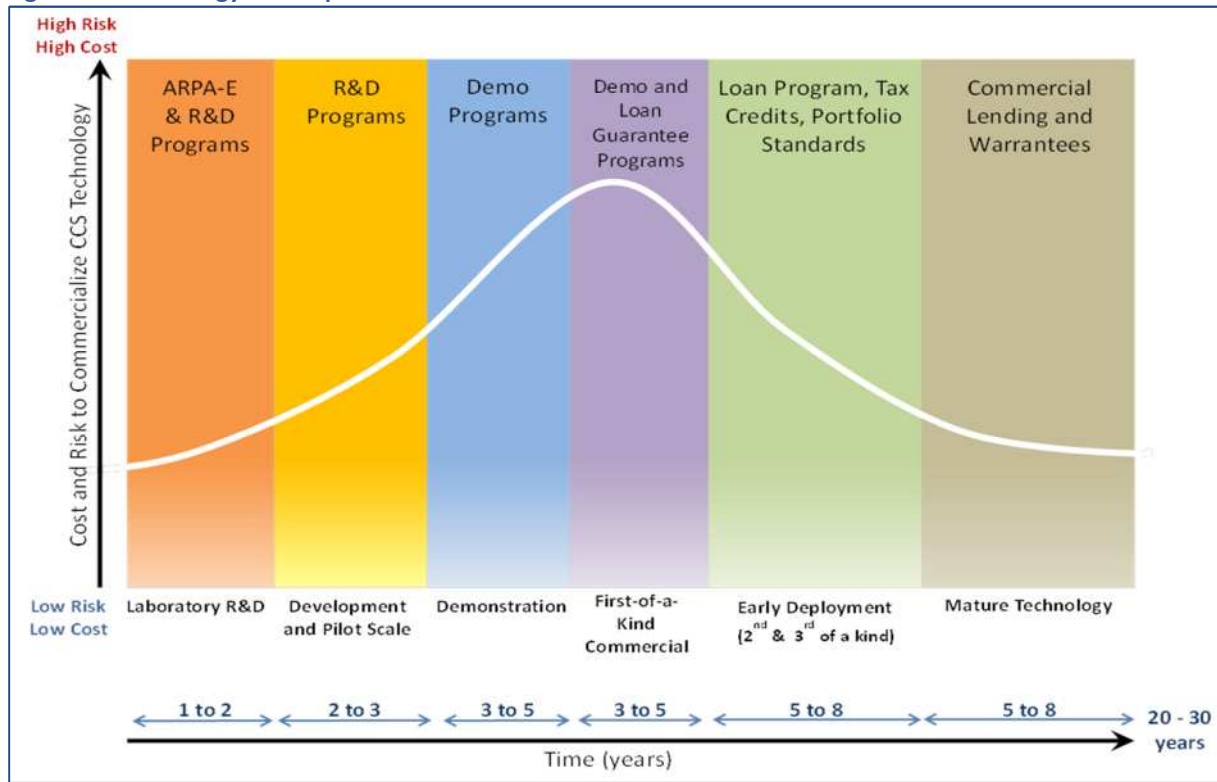 High Risk
High Cost
Cost and Risk to Commercialize CCS Technology
ARPA-E
& R&D
Programs
R&D
Programs
Demo
Programs
Demo and
Loan
Guarantee
Programs
Loan Program, Tax
Credits, Portfolio
Standards
Commercial
Lending and
Warrantees
Low Risk
Low Cost
Laboratory R&D
Development
and Pilot Scale
Demonstration
First-of-a-
Kind
Commercial
Early Deployment
(2nd & 3rd of a kind)
Mature Technology
1 to 2
2 to 3
3 to 5
3 to 5
5 to 8
5 to 8
20 - 30
years
Time (years)